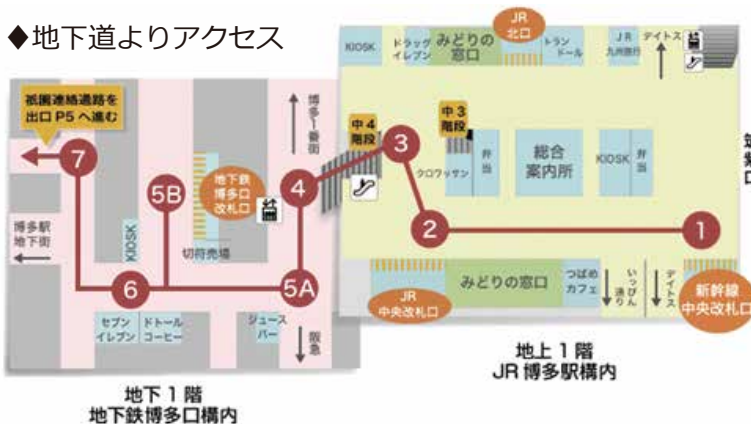 ◆地下道よりアクセス
祇園連絡通路を
出口 P5 へ進む
7
5B
地下鉄
博多口
改札口
博多1番街
4
中4
階段
3
中3
階段
KIOSK
ドラッグ
イレブン
みどりの
窓口
JR
北口
トラン
ドール
JR
九州旅行
デイトス
クロワッサン
弁当
総合
案内所
KIOSK
弁当
筑紫口
2
1
博多駅
地下街
KIOSK
切符売場
6
5A
セブン
イレブン
ドトール
コーヒー
ジュース
バー
阪急
JR
中央改札口
みどりの窓口
つばめ
カフェ
いっぴん通り
デイトス
新幹線
中央改札口
地下 1 階
地下鉄博多口構内
地上 1 階
JR 博多駅構内